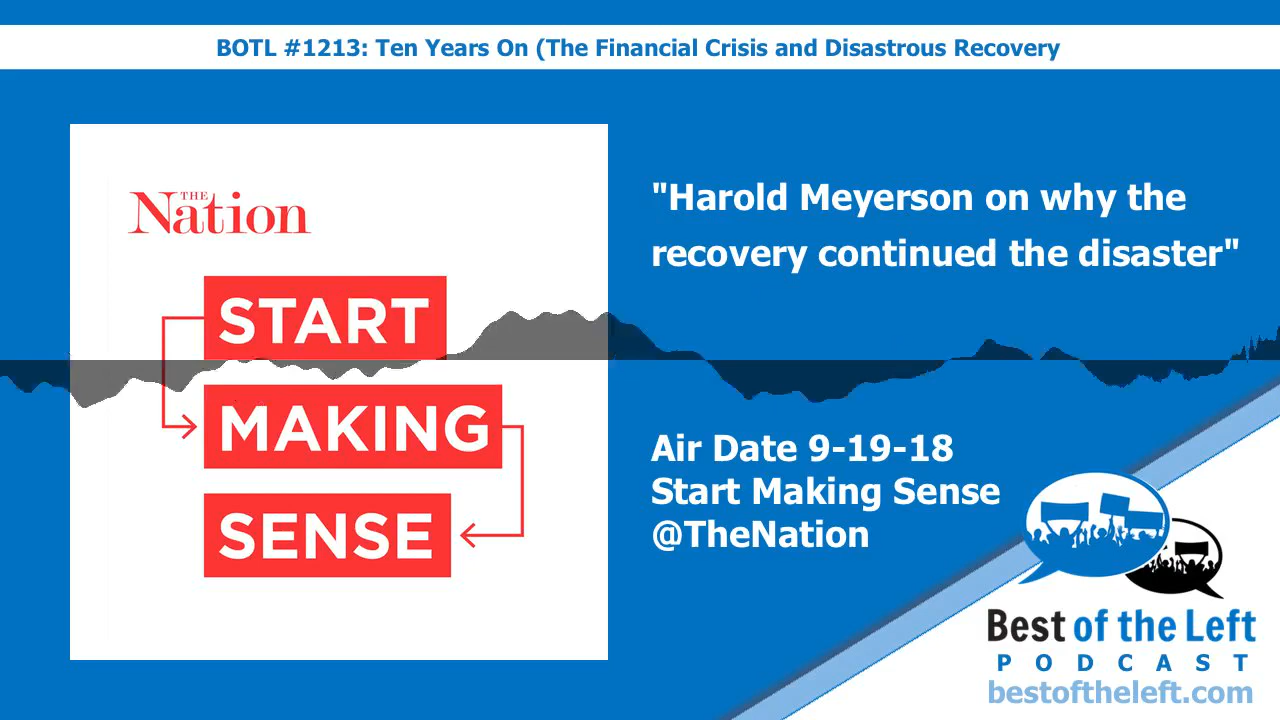 BOTL #1213: Ten Years On (The Financial Crisis and Disastrous Recovery
THE
Nation
START
MAKING
SENSE
"Harold Meyerson on why the
recovery continued the disaster"
Air Date 9-19-18
Start Making Sense
@TheNation
Best of the Left
PODCAST
bestoftheleft.com